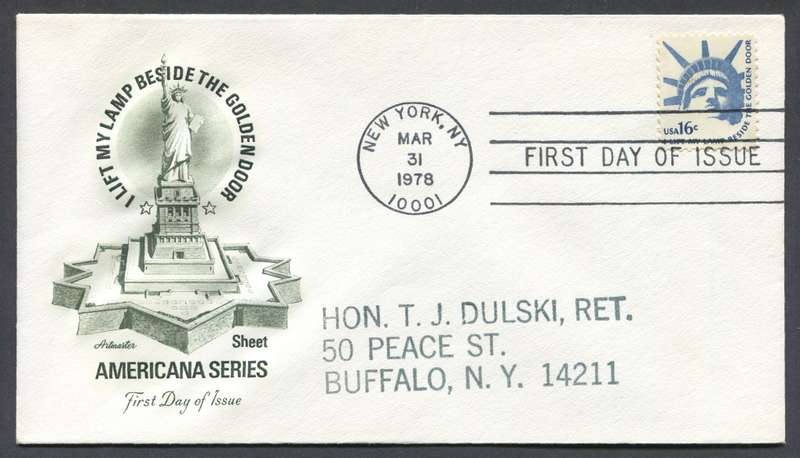 I LIFT MY LAMP BESIDE THE GOLDEN DOOR
Artmaster
Sheet
AMERICANA SERIES
First Day of Issue
NEW YORK, NY
MAR
31
1978
10001
FIRST DAY OF ISSUE
USA 16c
I LIFT MY LAMP BESIDE THE GOLDEN DOOR
HON. T. J. DULSKI, RET.
50 PEACE ST.
BUFFALO, N. Y. 14211